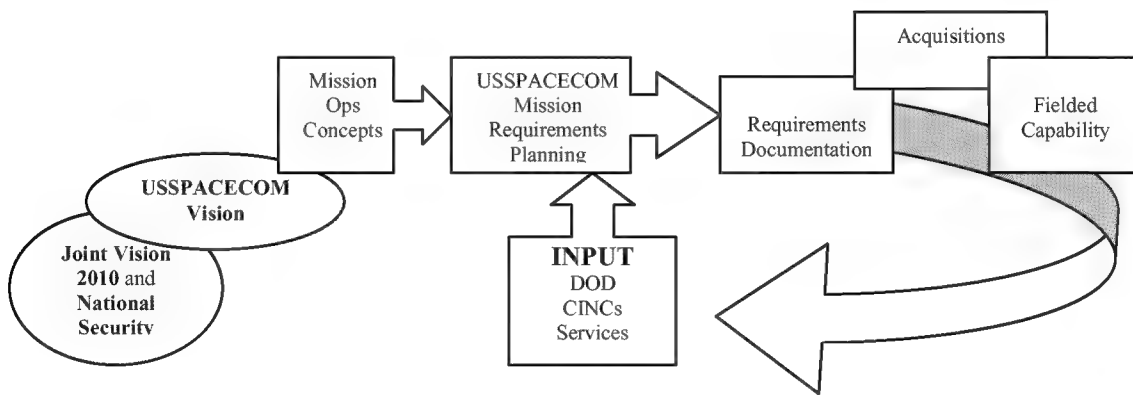 Joint Vision
2010 and
National
Security
USSPACECOM
Vision
Mission
Ops
Concepts
USSPACECOM
Mission
Requirements
Planning
INPUT
DOD
CINCs
Services
Requirements
Documentation
Acquisitions
Fielded
Capability